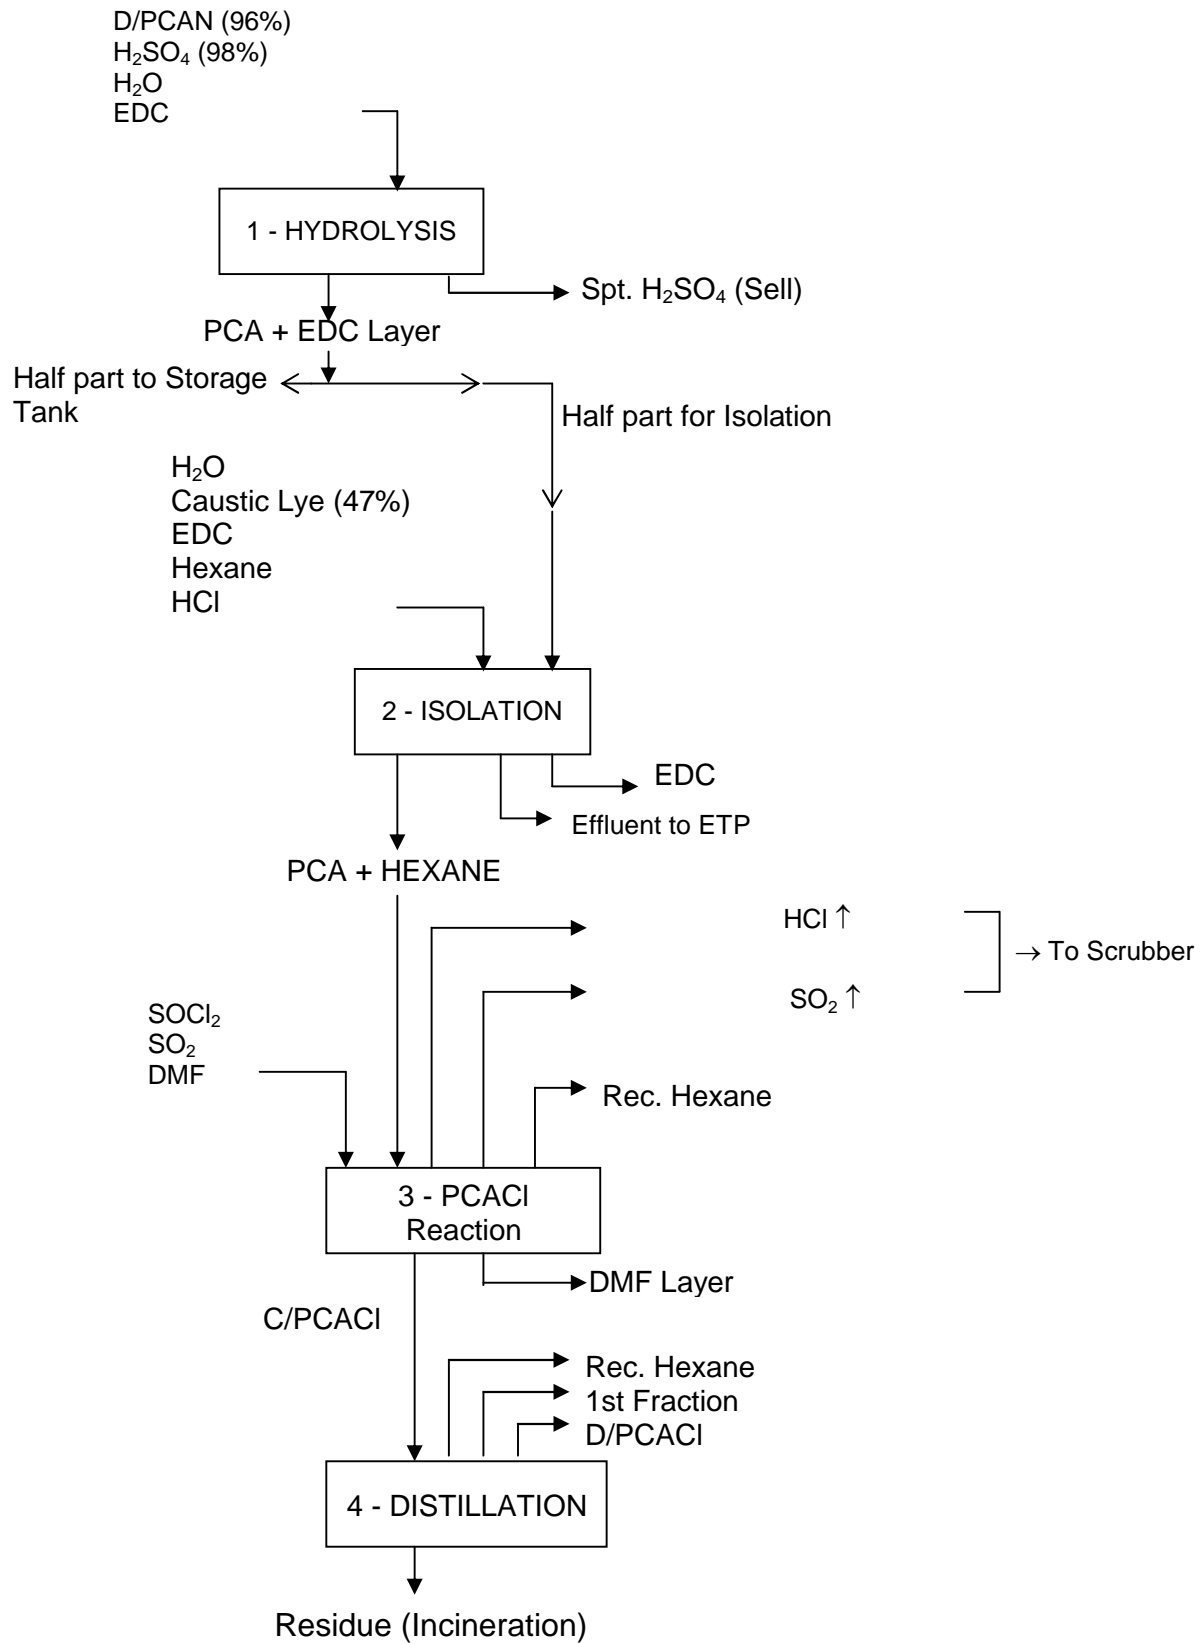 D/PCAN (96%)
H₂SO₄ (98%)
H₂O
EDC
1 - HYDROLYSIS
Spt. H₂SO₄ (Sell)
PCA + EDC Layer
Half part to Storage
Tank
Half part for Isolation
H₂O
Caustic Lye (47%)
EDC
Hexane
HCl
2 - ISOLATION
EDC
Effluent to ETP
PCA + HEXANE
HCl ↑
→ To Scrubber
SO₂ ↑
SOCl₂
SO₂
DMF
Rec. Hexane
3 - PCACl
Reaction
DMF Layer
C/PCACl
Rec. Hexane
1st Fraction
D/PCACl
4 - DISTILLATION
Residue (Incineration)